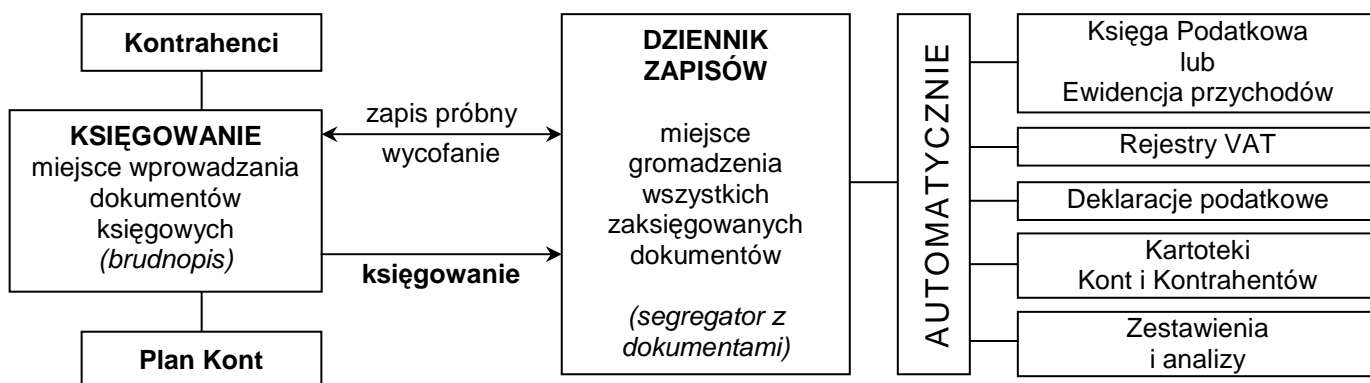 Kontrahenci
KSIĘGOWANIE
miejsce wprowadzania
dokumentów
księgowych
(brudnopis)
Plan Kont
zapis próbny
wycofanie
księgowanie
DZIENNIK
ZAPISÓW
miejsce
gromadzenia
wszystkich
zaksięgowanych
dokumentów
(segregator z
dokumentami)
AUTOMATYCZNIE
Księga Podatkowa
lub
Ewidencja przychodów
Rejestry VAT
Deklaracje podatkowe
Kartoteki
Kont i Kontrahentów
Zestawienia
i analizy